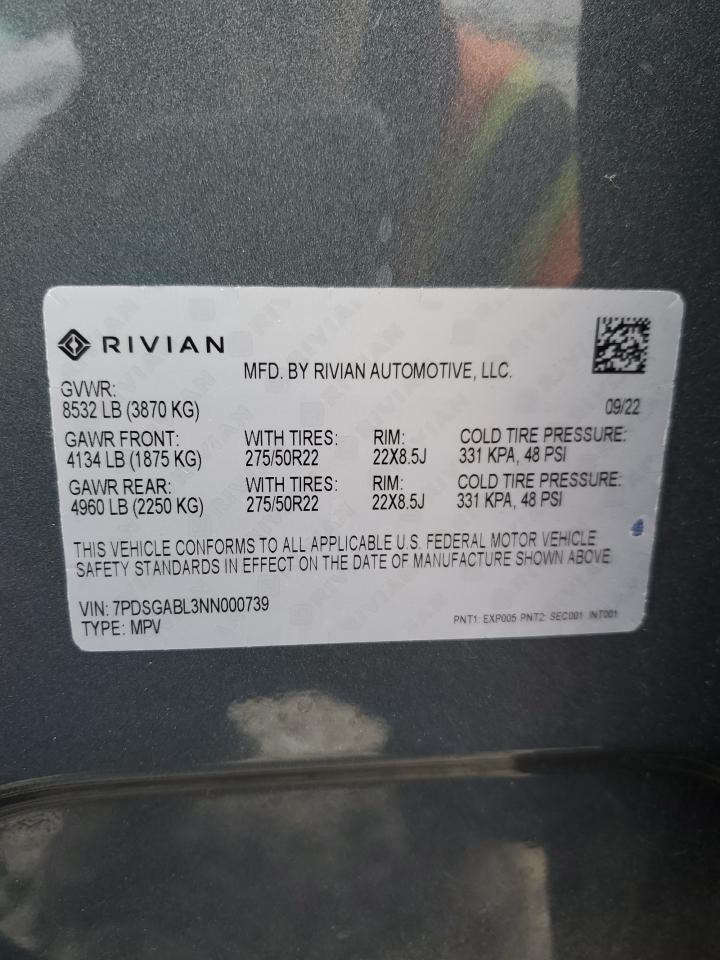 RIVIAN
MFD. BY RIVIAN AUTOMOTIVE, LLC.
GVWR:
8532 LB (3870 KG)
09/22
GAWR FRONT: WITH TIRES: RIM: COLD TIRE PRESSURE:
4134 LB (1875 KG) 275/50R22 22X8.5J 331 KPA, 48 PSI
GAWR REAR: WITH TIRES: RIM: COLD TIRE PRESSURE:
4960 LB (2250 KG) 275/50R22 22X8.5J 331 KPA, 48 PSI
THIS VEHICLE CONFORMS TO ALL APPLICABLE U.S. FEDERAL MOTOR VEHICLE
SAFETY STANDARDS IN EFFECT ON THE DATE OF MANUFACTURE SHOWN ABOVE.
VIN: 7PDSGABL3NN000739
TYPE: MPV
PNT1: EXP005 PNT2: SEC001 INT001